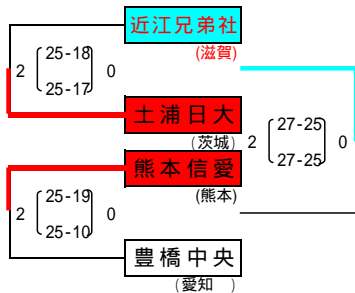 近江兄弟社
(滋賀)
2 25-18 0
25-17
土浦日大
(茨城)
2 27-25 0
27-25
熊本信愛
(熊本)
2 25-19 0
25-10
豊橋中央
(愛知 )